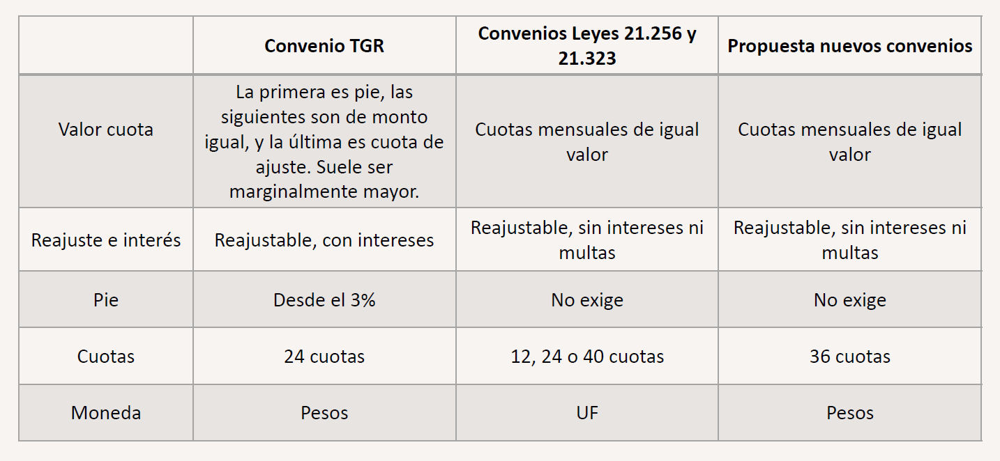 Convenio TGR
Convenios Leyes 21.256 y
21.323
Propuesta nuevos convenios
Valor cuota
La primera es pie, las
siguientes son de monto
igual, y la última es cuota de
ajuste. Suele ser
marginalmente mayor.
Cuotas mensuales de igual
valor
Cuotas mensuales de igual
valor
Reajuste e interés
Reajustable, con intereses
Reajustable, sin intereses ni
multas
Reajustable, sin intereses ni
multas
Pie
Desde el 3%
No exige
No exige
Cuotas
24 cuotas
12, 24 o 40 cuotas
36 cuotas
Moneda
Pesos
UF
Pesos